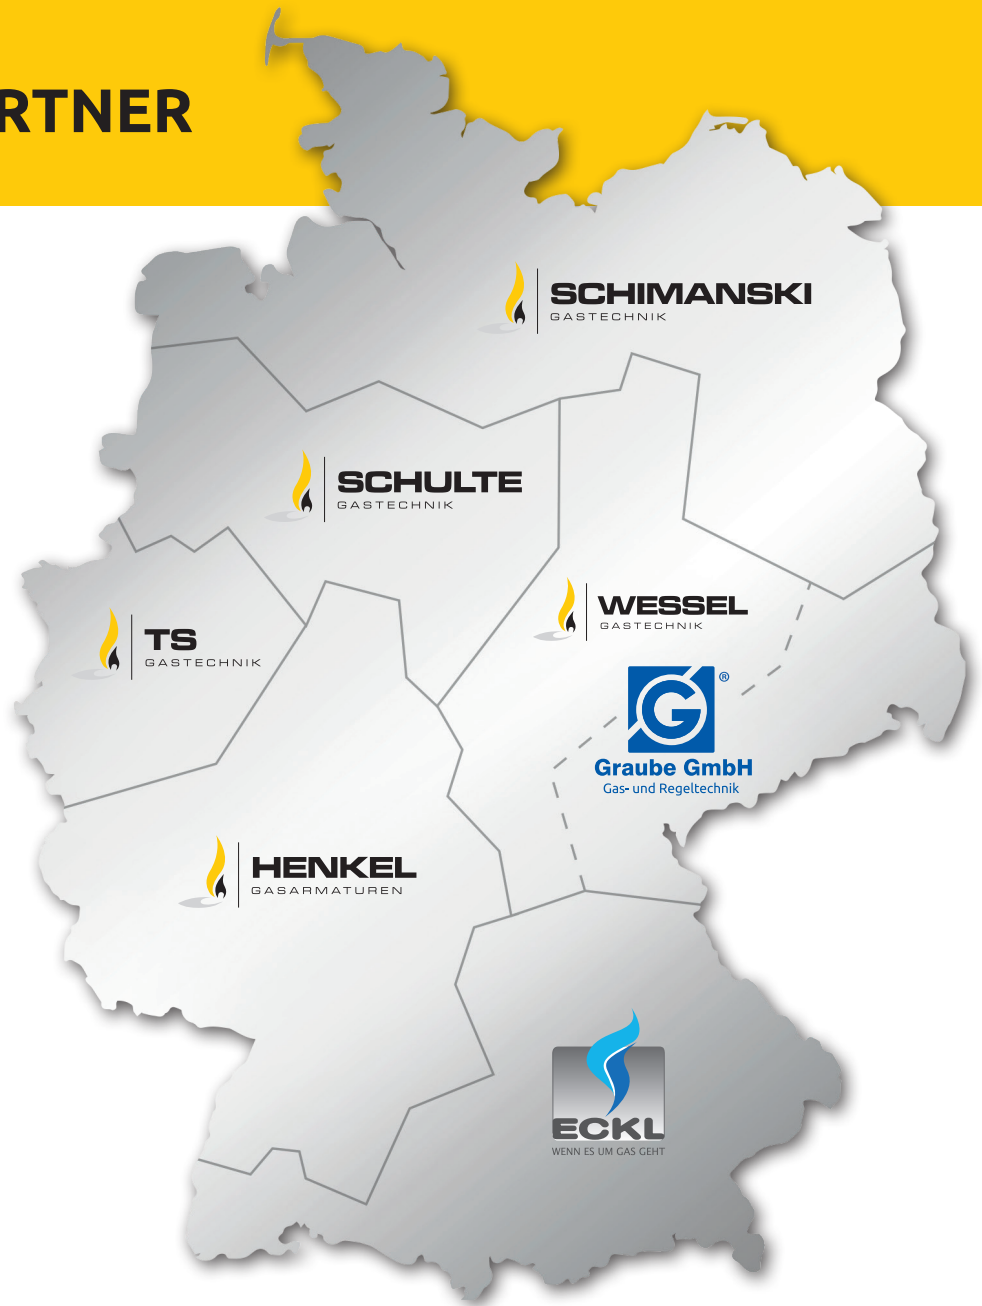 RTNER
SCHIMANSKI
GASTECHNIK
SCHULTE
GASTECHNIK
WESSEL
GASTECHNIK
TS
GASTECHNIK
G®
Graube GmbH
Gas- und Regeltechnik
HENKEL
GASARMATUREN
ECKL
WENN ES UM GAS GEHT